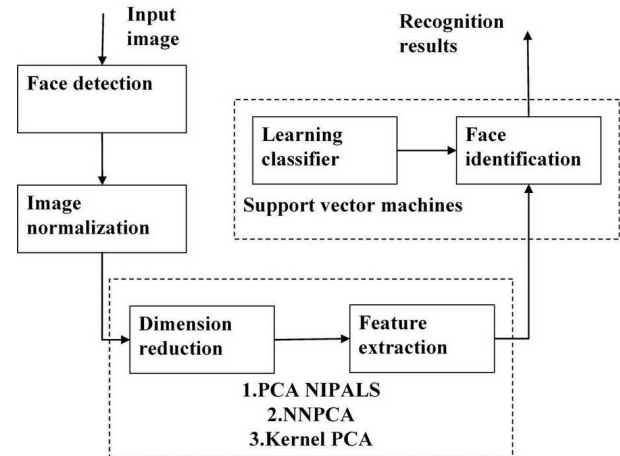 Input
image
Face detection
Image
normalization
Recognition
results
Learning
classifier
Face
identification
Support vector machines
Dimension
reduction
Feature
extraction
1.PCA NIPALS
2.NNPCA
3.Kernel PCA